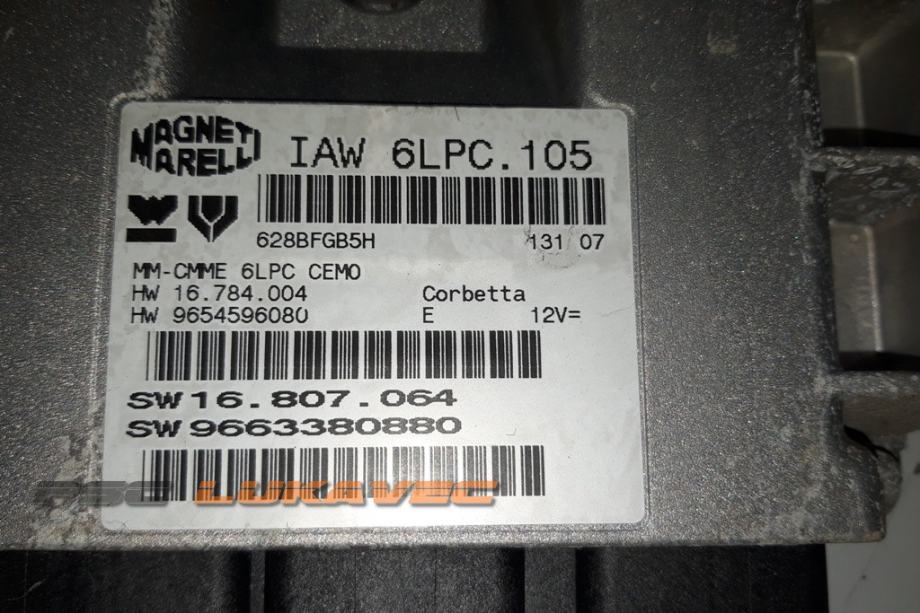 MAGNETI MARELLI
IAW 6LPC.105
628BFGB5H 131 07
MM-CMME 6LPC CEMO
HW 16.784.004 Corbetta
HW 9654596080 E 12V=
SW 16.807.064
SW 9663380880
PSC LUKAVEC